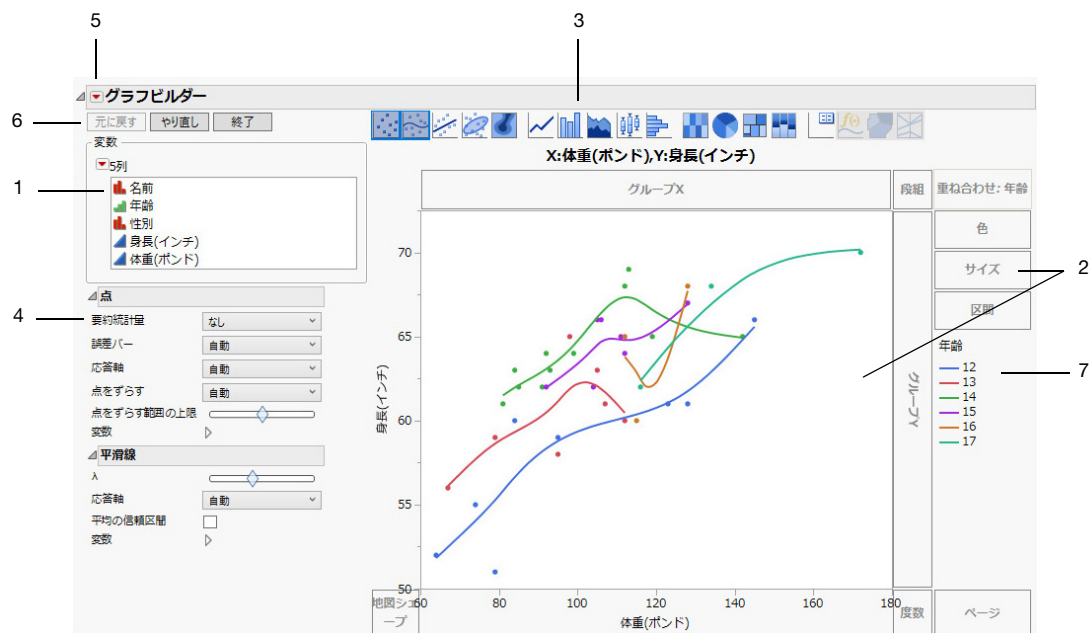 5
3
グラフビルダー
6
元に戻す やり直し 終了
変数
5列
1
名前
年齢
性別
身長(インチ)
体重(ポンド)
X:体重(ポンド),Y:身長(インチ)
グループX
段組
重ね合わせ: 年齢
色
サイズ
2
区間
点
4
要約統計量 なし
誤差バー 自動
応答軸 自動
点をずらす 自動
点をずらす範囲の上限
変数
平滑線
λ
応答軸 自動
平均の信頼区間
変数
身長(インチ)
70
65
60
55
50
グループY
年齢
12
13
14
15
16
17
7
地図シェープ
60 80 100 120 140 160 180
体重(ポンド)
度数
ページ